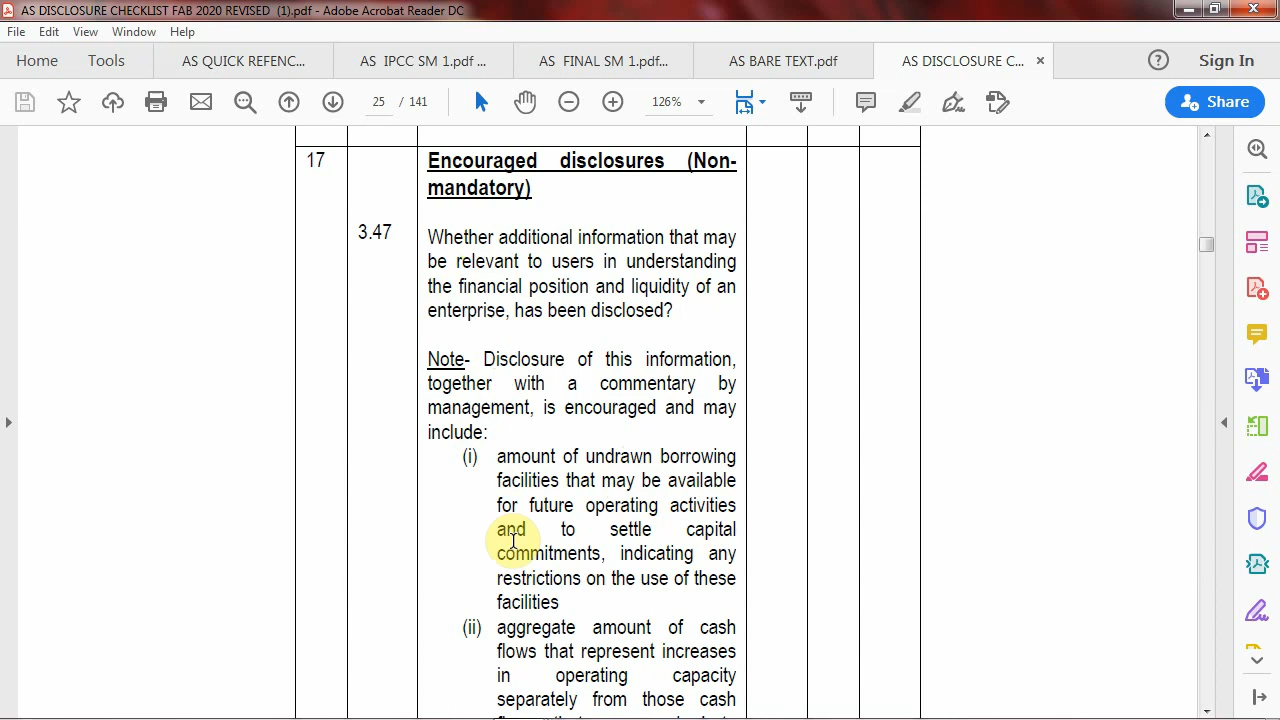 AS DISCLOSURE CHECKLIST FAB 2020 REVISED (1).pdf - Adobe Acrobat Reader DC
File Edit View Window Help
Home Tools AS QUICK REFENC... AS IPCC SM 1.pdf ... AS FINAL SM 1.pdf... AS BARE TEXT.pdf AS DISCLOSURE C... × ? Sign In
25 / 141 126% Share
17 Encouraged disclosures (Non-
mandatory)
3.47 Whether additional information that may
be relevant to users in understanding
the financial position and liquidity of an
enterprise, has been disclosed?
Note- Disclosure of this information,
together with a commentary by
management, is encouraged and may
include:
(i) amount of undrawn borrowing
facilities that may be available
for future operating activities
and to settle capital
commitments, indicating any
restrictions on the use of these
facilities
(ii) aggregate amount of cash
flows that represent increases
in operating capacity
separately from those cash